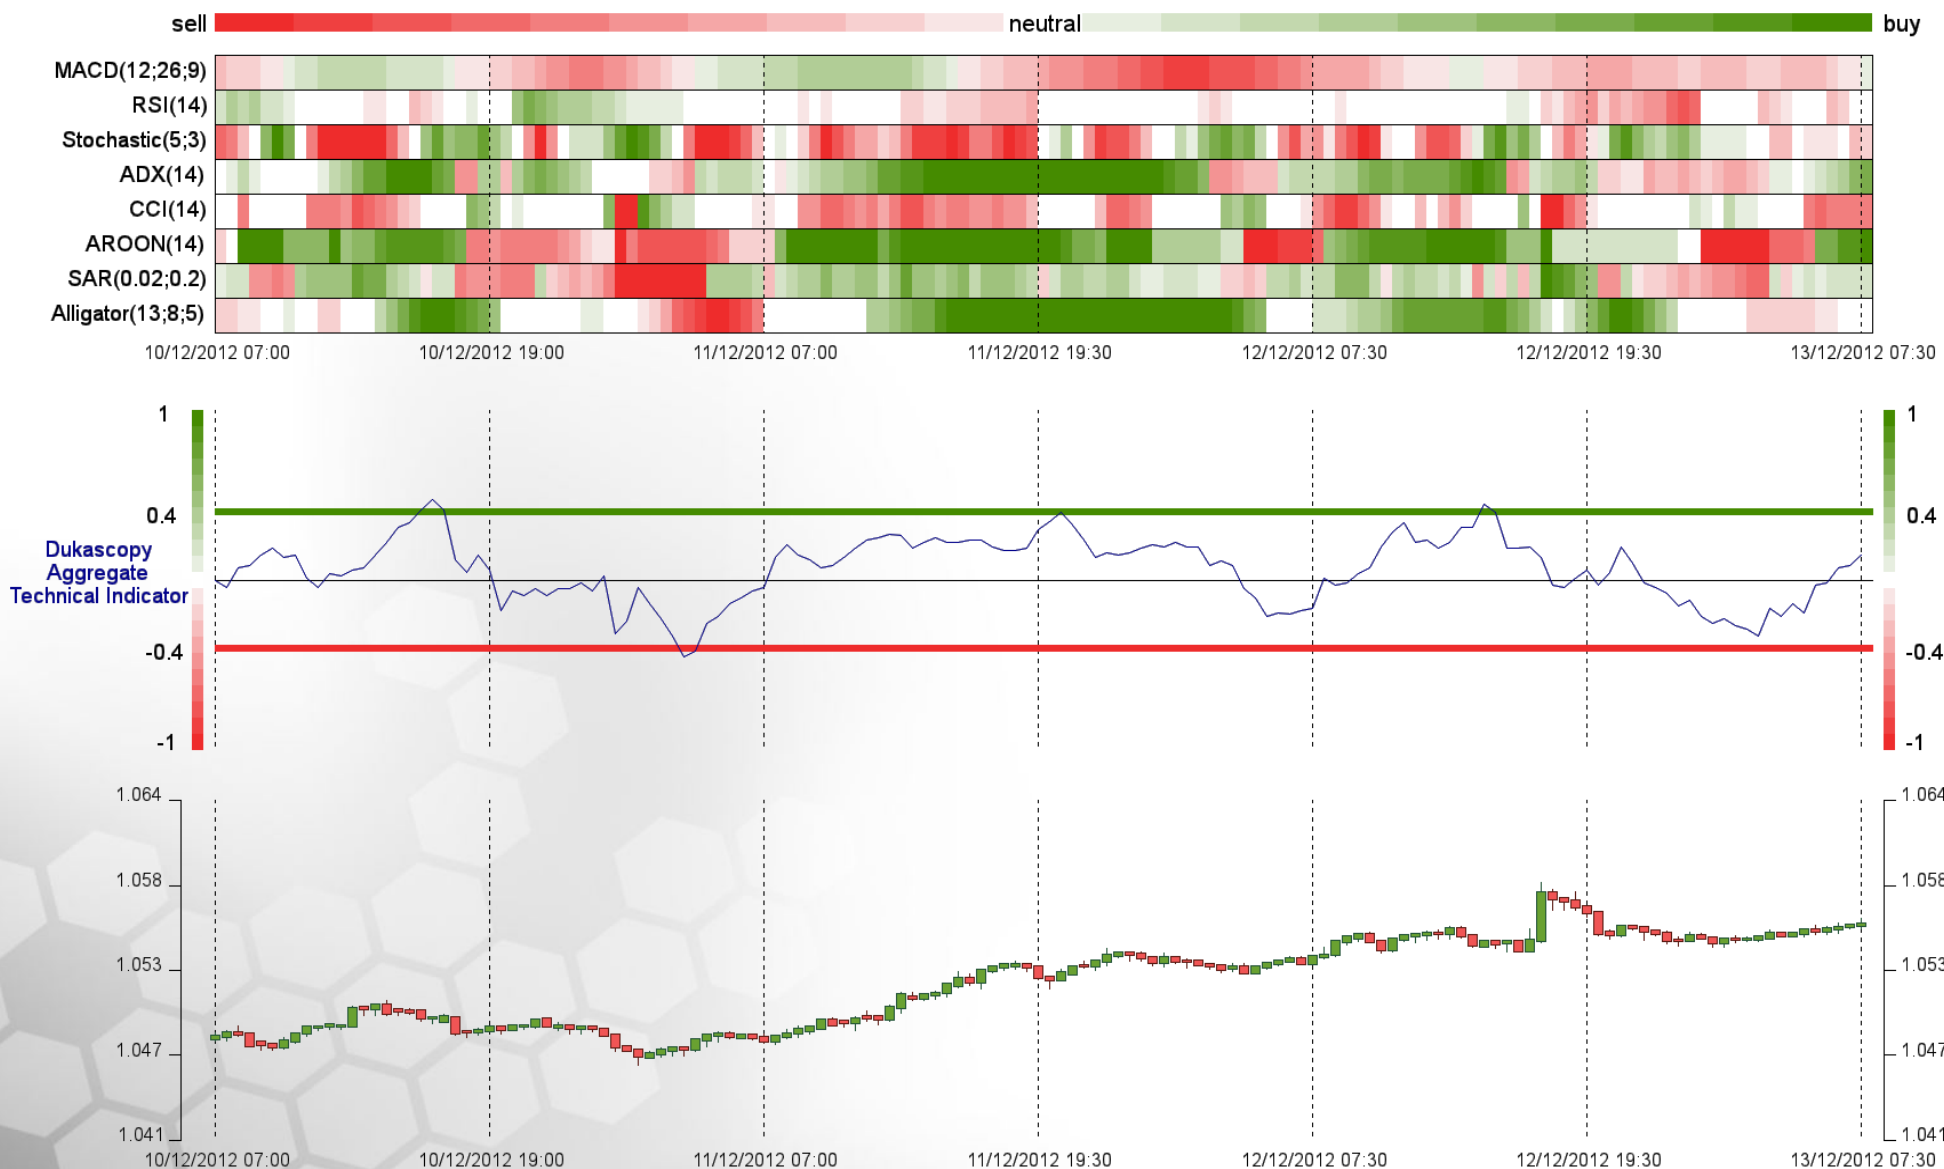 sell neutral buy
MACD(12;26;9)
RSI(14)
Stochastic(5;3)
ADX(14)
CCI(14)
AROON(14)
SAR(0.02;0.2)
Alligator(13;8;5)
10/12/2012 07:00 10/12/2012 19:00 11/12/2012 07:00 11/12/2012 19:30 12/12/2012 07:30 12/12/2012 19:30 13/12/2012 07:30
1 1
0.4 0.4
Dukascopy
Aggregate
Technical Indicator
-0.4 -0.4
-1 -1
1.064 1.064
1.058 1.058
1.053 1.053
1.047 1.047
1.041 1.041
10/12/2012 07:00 10/12/2012 19:00 11/12/2012 07:00 11/12/2012 19:30 12/12/2012 07:30 12/12/2012 19:30 13/12/2012 07:30